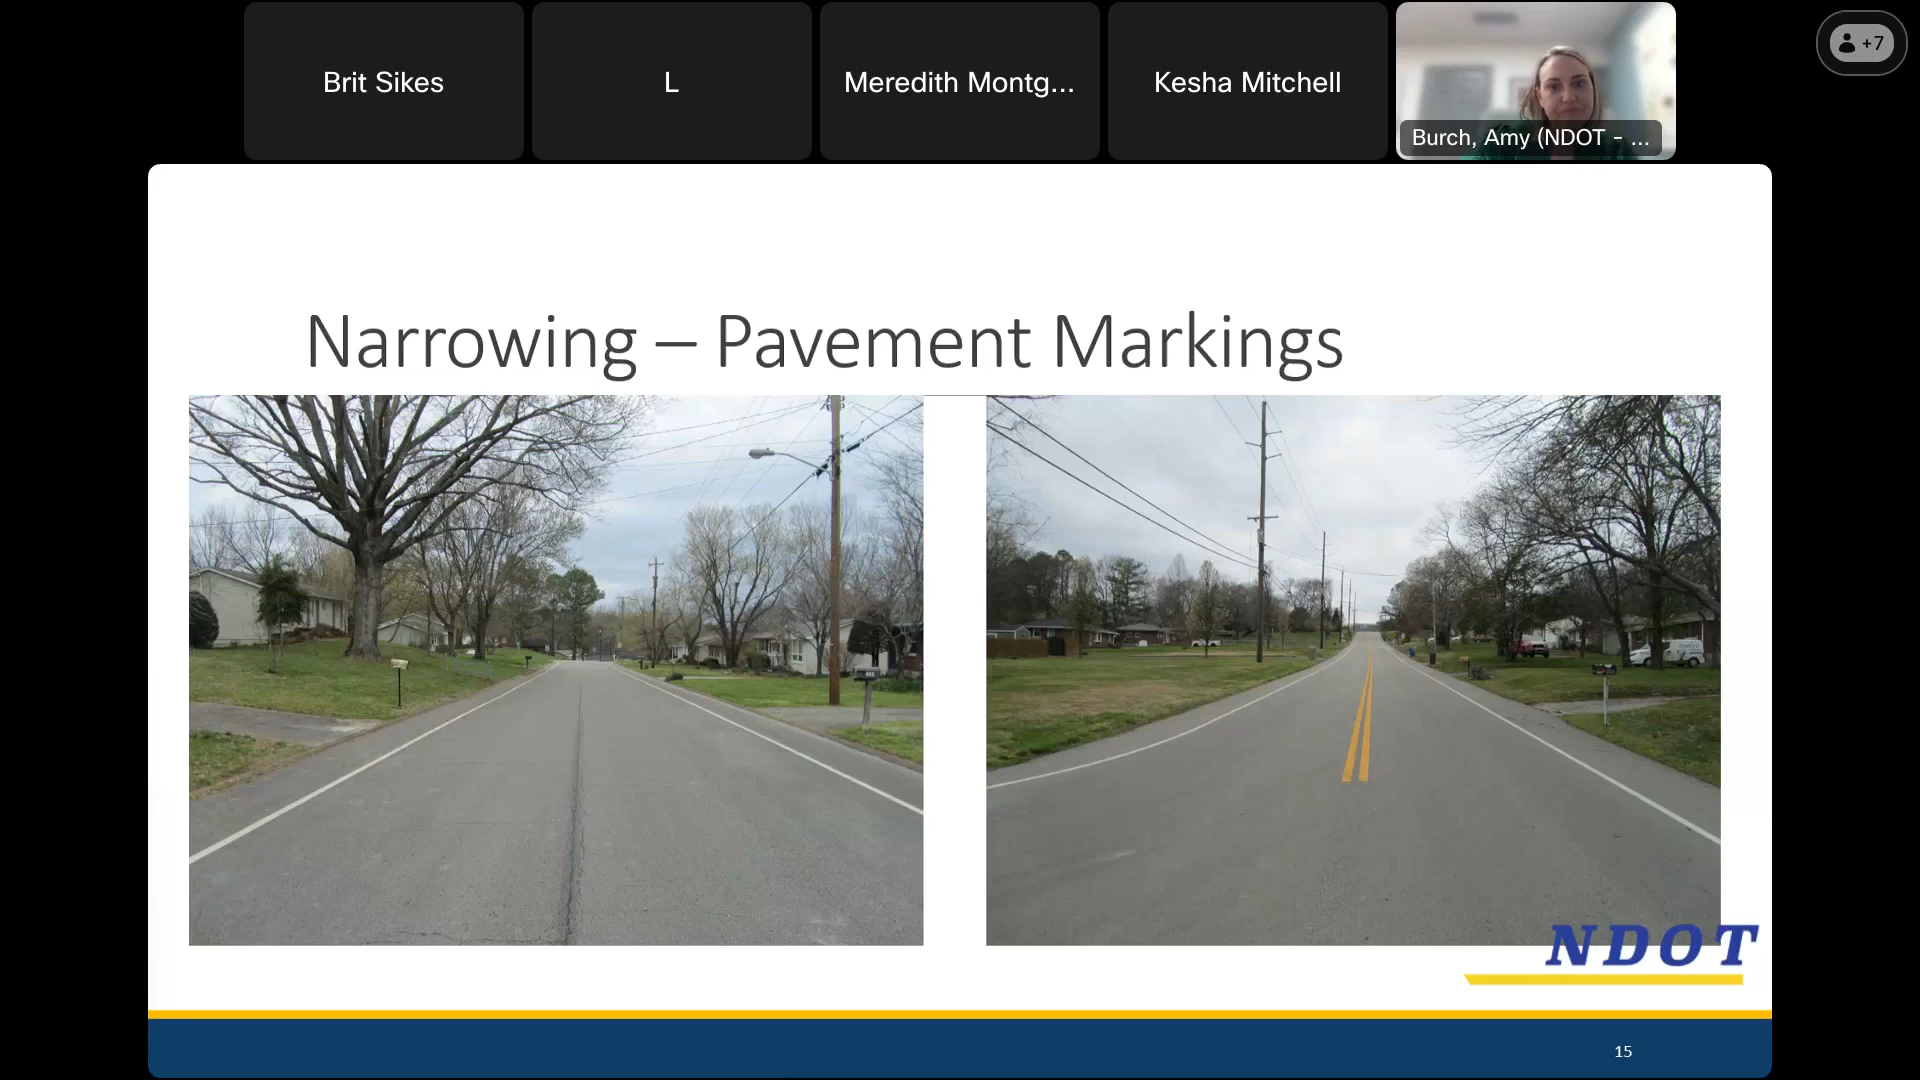 Brit Sikes
L
Meredith Montg...
Kesha Mitchell
Burch, Amy (NDOT - ...
+7
Narrowing – Pavement Markings
NDOT
15